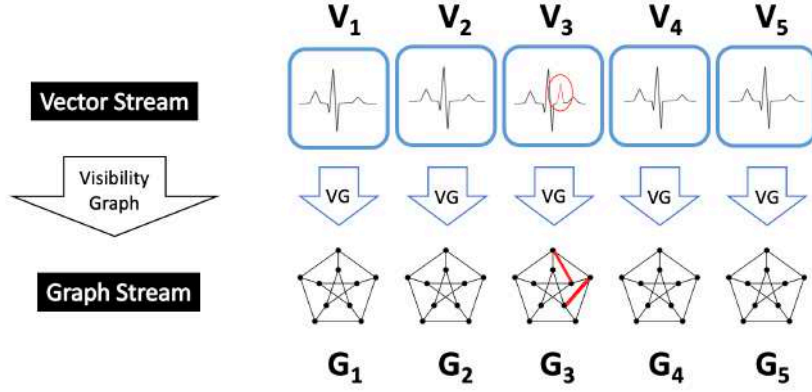 V₁ V₂ V₃ V₄ V₅
Vector Stream
Visibility
Graph
VG VG VG VG VG
Graph Stream
G₁ G₂ G₃ G₄ G₅